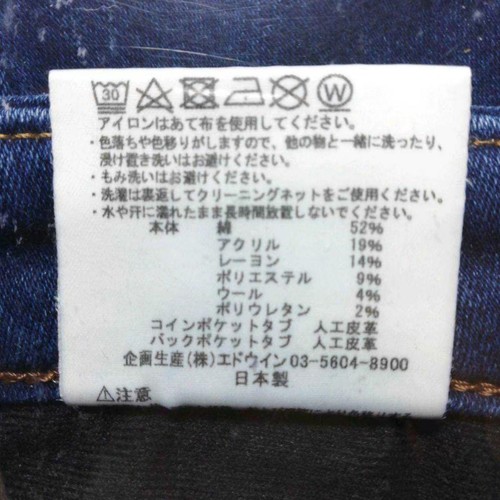 30 W
アイロンはあて布を使用してください。
・色落ちや色移りがしますので、他の物と一緒に洗ったり、
浸け置き洗いはお避けください。
・もみ洗いはお避けください。
・洗濯は裏返してクリーニングネットをご使用ください。
・水や汗に濡れたまま長時間放置しないでください。
本体 綿 52%
アクリル 19%
レーヨン 14%
ポリエステル 9%
ウール 4%
ポリウレタン 2%
コインポケットタブ 人工皮革
バックポケットタブ 人工皮革
企画生産(株)エドウイン03-5604-8900
日本製
⚠注意